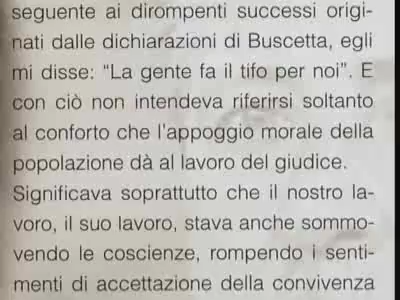 seguente ai dirompenti successi origi-
nati dalle dichiarazioni di Buscetta, egli
mi disse: “La gente fa il tifo per noi”. E
con ciò non intendeva riferirsi soltanto
al conforto che l'appoggio morale della
popolazione dà al lavoro del giudice.
Significava soprattutto che il nostro la-
voro, il suo lavoro, stava anche sommo-
vendo le coscienze, rompendo i senti-
menti di accettazione della convivenza